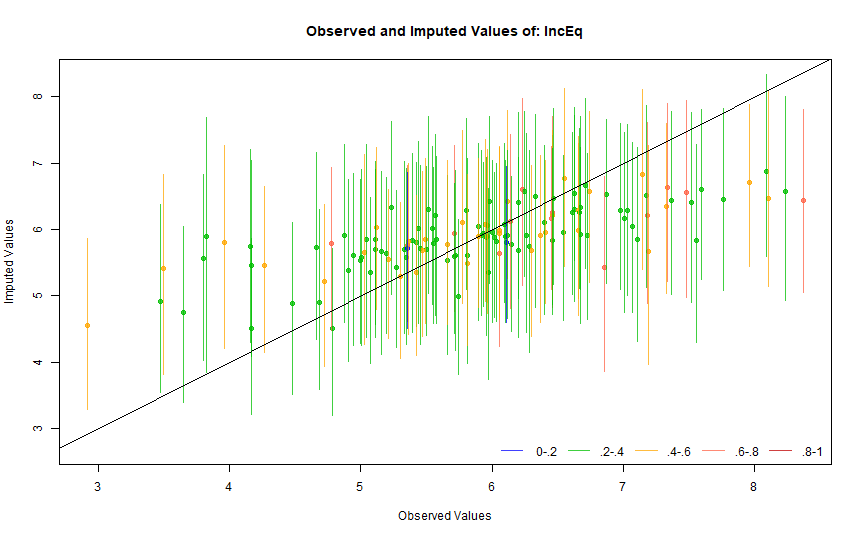 Observed and Imputed Values of: IncEq
Imputed Values
8
7
6
5
4
3
0-.2
.2-.4
.4-.6
.6-.8
.8-1
3 4 5 6 7 8
Observed Values